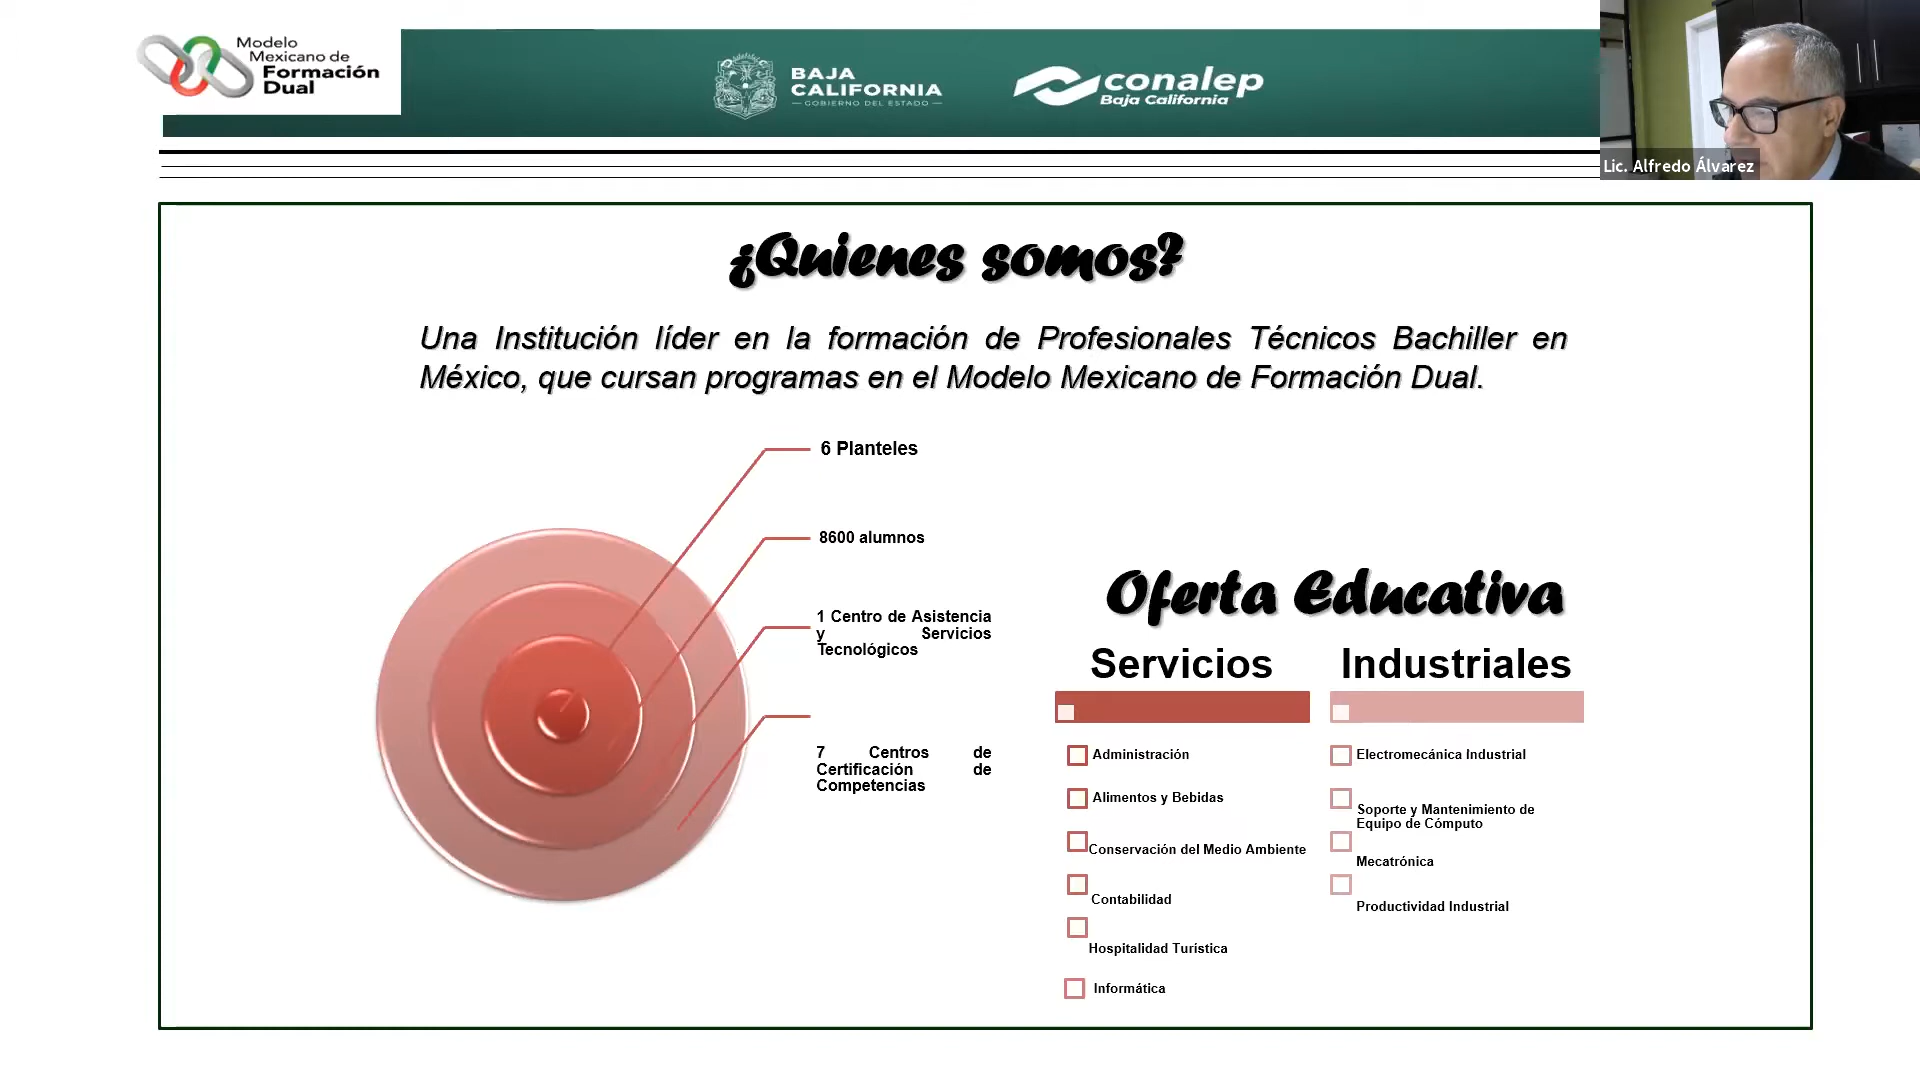 Modelo
Mexicano de
Formación
Dual
BAJA
CALIFORNIA
GOBIERNO DEL ESTADO
conalep
Baja California
Lic. Alfredo Álvarez
¿Quienes somos?
Una Institución líder en la formación de Profesionales Técnicos Bachiller en
México, que cursan programas en el Modelo Mexicano de Formación Dual.
6 Planteles
8600 alumnos
1 Centro de Asistencia
y Servicios
Tecnológicos
7 Centros de
Certificación de
Competencias
Oferta Educativa
Servicios
Administración
Alimentos y Bebidas
Conservación del Medio Ambiente
Contabilidad
Hospitalidad Turística
Informática
Industriales
Electromecánica Industrial
Soporte y Mantenimiento de
Equipo de Cómputo
Mecatrónica
Productividad Industrial